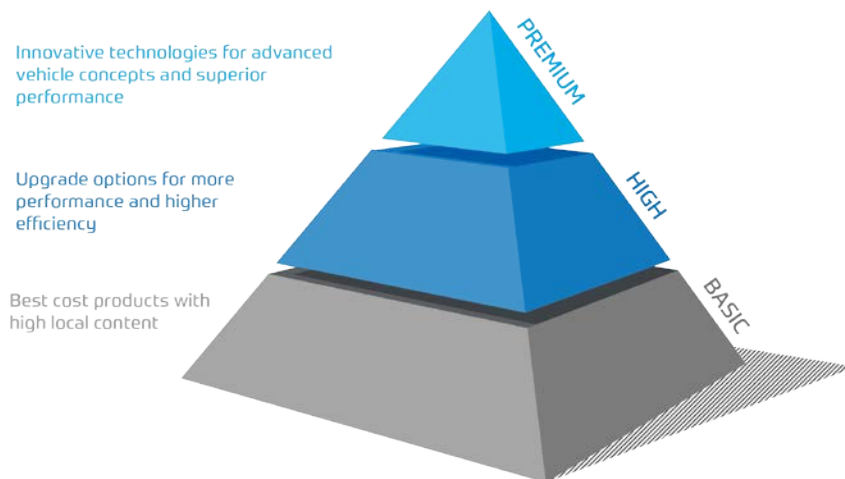 Innovative technologies for advanced
vehicle concepts and superior
performance
PREMIUM
Upgrade options for more
performance and higher
efficiency
HIGH
Best cost products with
high local content
BASIC